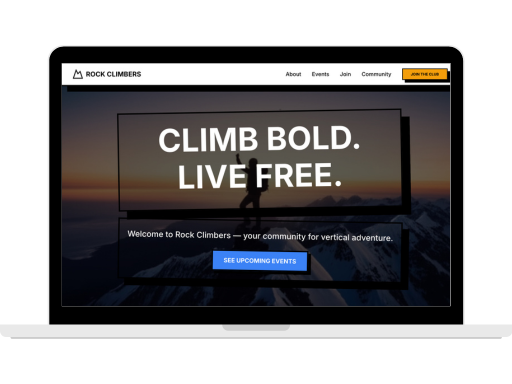 ROCK CLIMBERS
About Events Join Community JOIN THE CLUB
CLIMB BOLD.
LIVE FREE.
Welcome to Rock Climbers — your community for vertical adventure.
SEE UPCOMING EVENTS